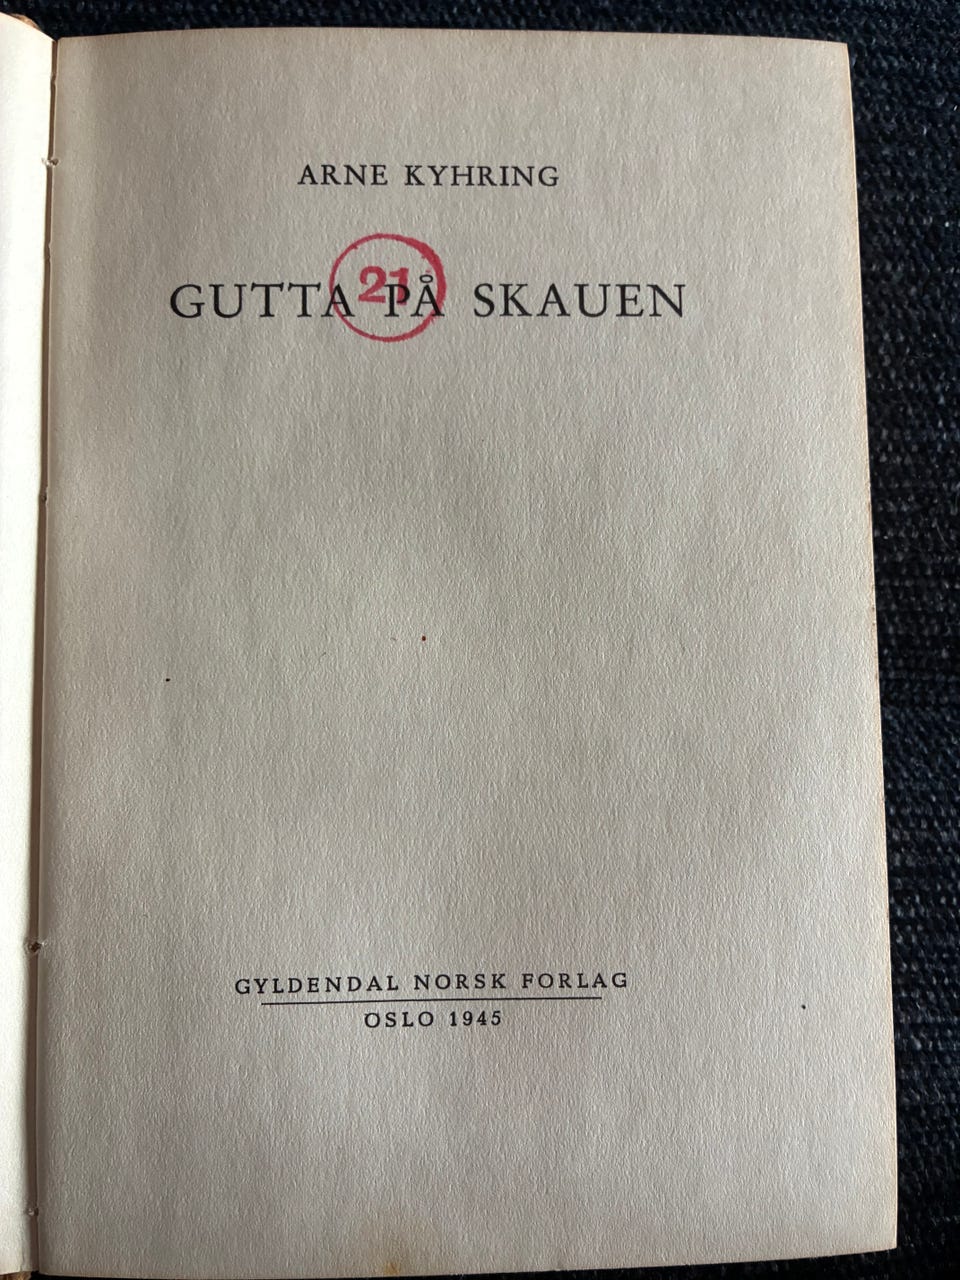 ARNE KYHRING
21
GUTTA PÅ SKAUEN
GYLDENDAL NORSK FORLAG
OSLO 1945